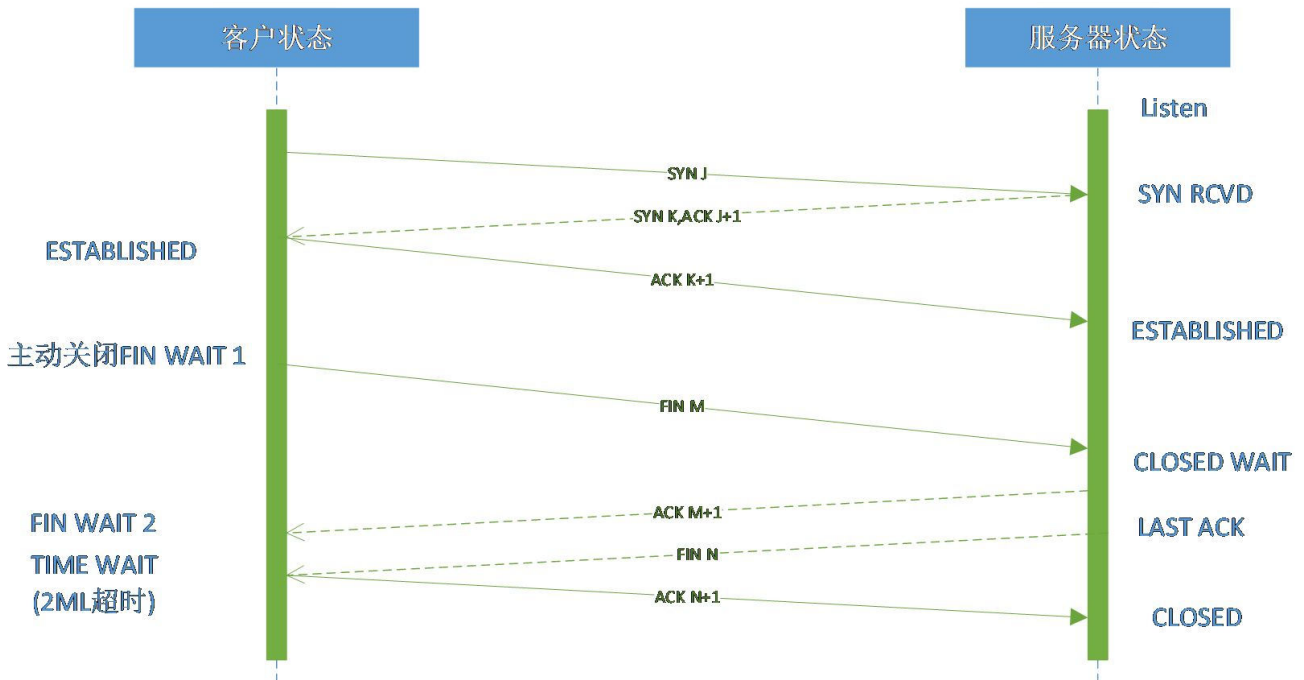 客户状态
服务器状态
Listen
SYN J
SYN RCVD
SYN K,ACK J+1
ESTABLISHED
ACK K+1
ESTABLISHED
主动关闭FIN WAIT 1
FIN M
CLOSED WAIT
ACK M+1
FIN WAIT 2
LAST ACK
FIN N
TIME WAIT
(2ML超时)
ACK N+1
CLOSED